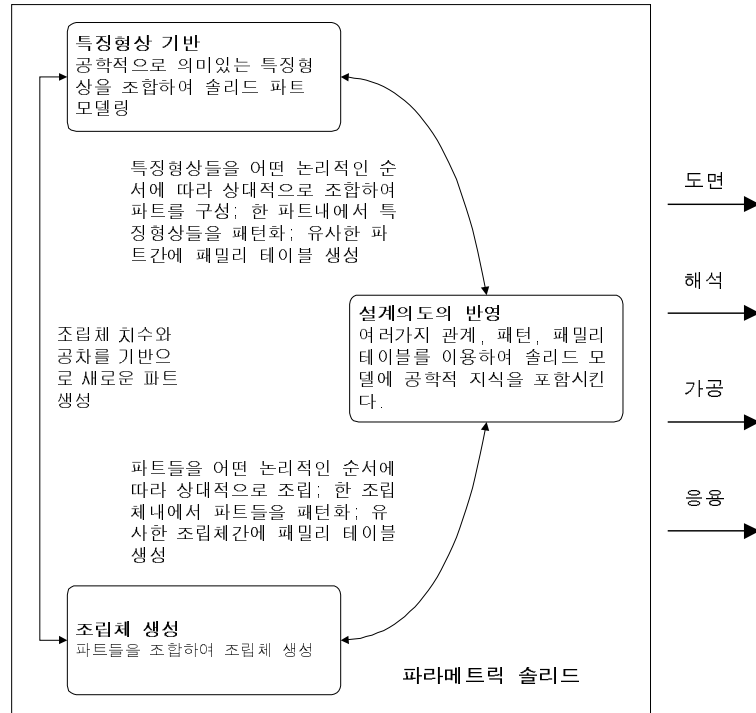 특징형상 기반
공학적으로 의미있는 특징형
상을 조합하여 솔리드 파트
모델링
특징형상들을 어떤 논리적인 순
서에 따라 상대적으로 조합하여
파트를 구성; 한 파트내에서 특
징형상들을 패턴화; 유사한 파
트간에 패밀리 테이블 생성
설계의도의 반영
여러가지 관계, 패턴, 패밀리
테이블를 이용하여 솔리드 모
델에 공학적 지식을 포함시킨
다.
조립체 치수와
공차를 기반으
로 새로운 파트
생성
파트들을 어떤 논리적인 순서에
따라 상대적으로 조립; 한 조립
체내에서 파트들을 패턴화; 유
사한 조립체간에 패밀리 테이블
생성
조립체 생성
파트들을 조합하여 조립체 생성
파라메트릭 솔리드
도면
해석
가공
응용